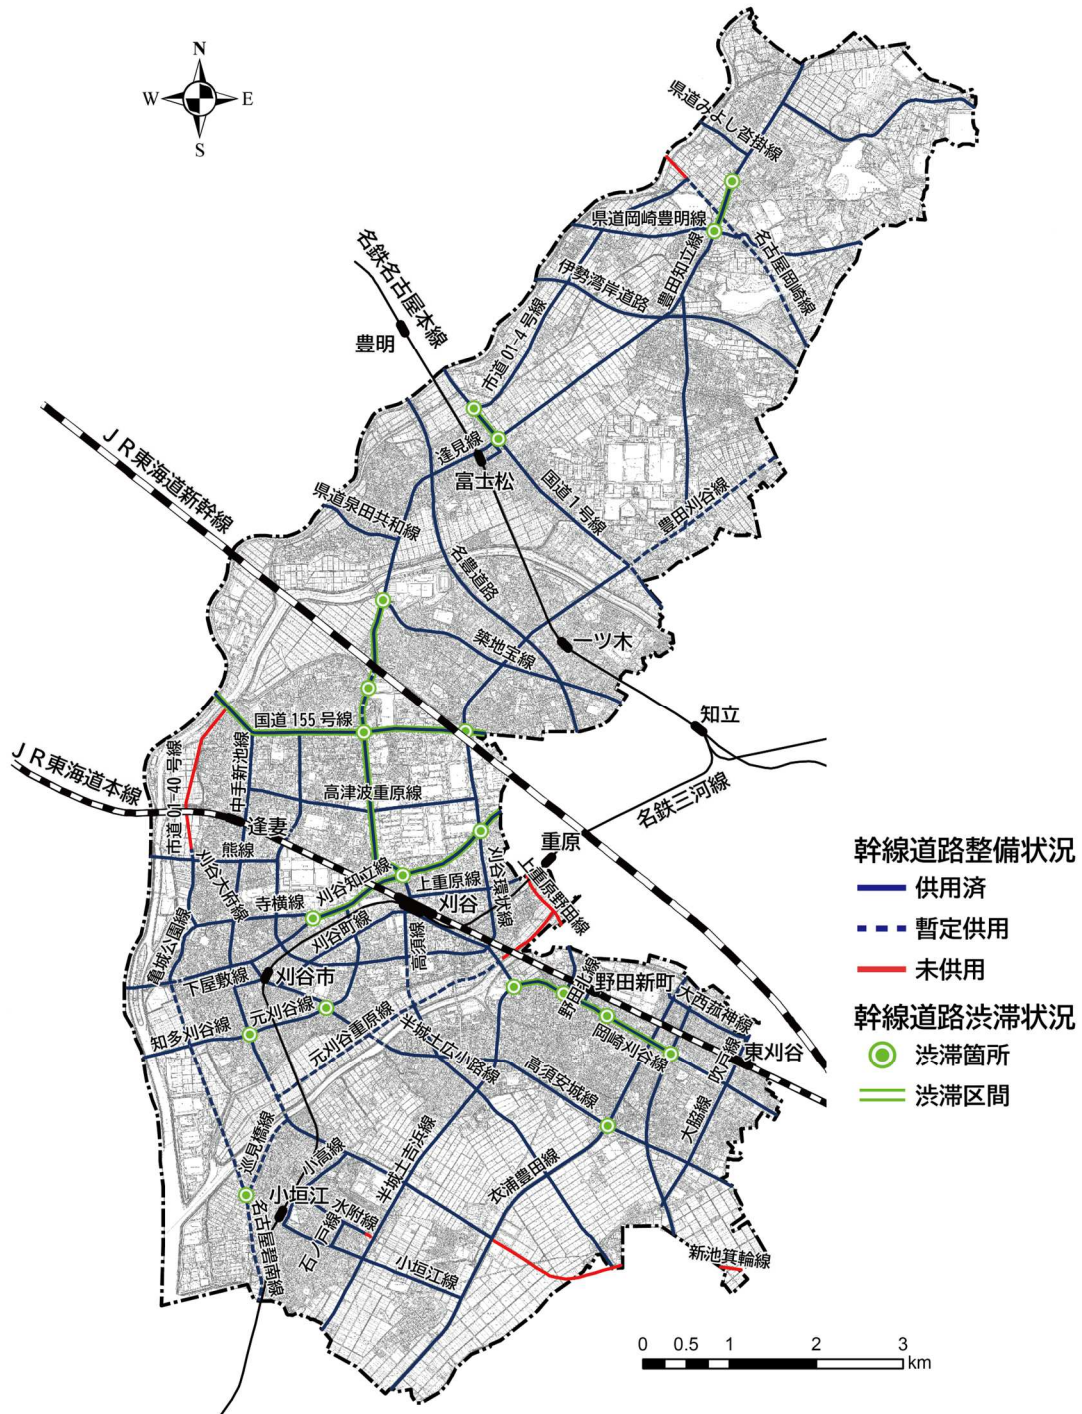 N
W
E
S
県道みよし沓掛線
県道岡崎豊明線
豊田知立線
名古屋岡崎線
伊勢湾岸道路
名鉄名古屋本線
豊明
市道01-4号線
逢見線
富士松
国道1号線
豊田刈谷線
JR東海道新幹線
県道泉田共和線
名豊道路
築地宝線
一ツ木
知立
国道155号線
名鉄三河線
JR東海道本線
市道01-40号線
中手新池線
高津波重原線
逢妻
重原
熊線
刈谷大府線
刈谷知立線
上重原線
刈谷環状線
上重原野田線
寺横線
刈谷
亀城公園線
刈谷町線
高須線
下屋敷線
刈谷市
野田北線
野田新町
大西菰神線
知多刈谷線
元刈谷線
元刈谷重原線
半城土広小路線
岡崎刈谷線
吹戸線
東刈谷
高須安城線
大脇線
巡見橋線
小高線
半城土吉浜線
衣浦豊田線
小垣江
水附線
石ノ戸線
名古屋碧南線
小垣江線
新池箕輪線
幹線道路整備状況
供用済
暫定供用
未供用
幹線道路渋滞状況
渋滞箇所
渋滞区間
0 0.5 1 2 3
km